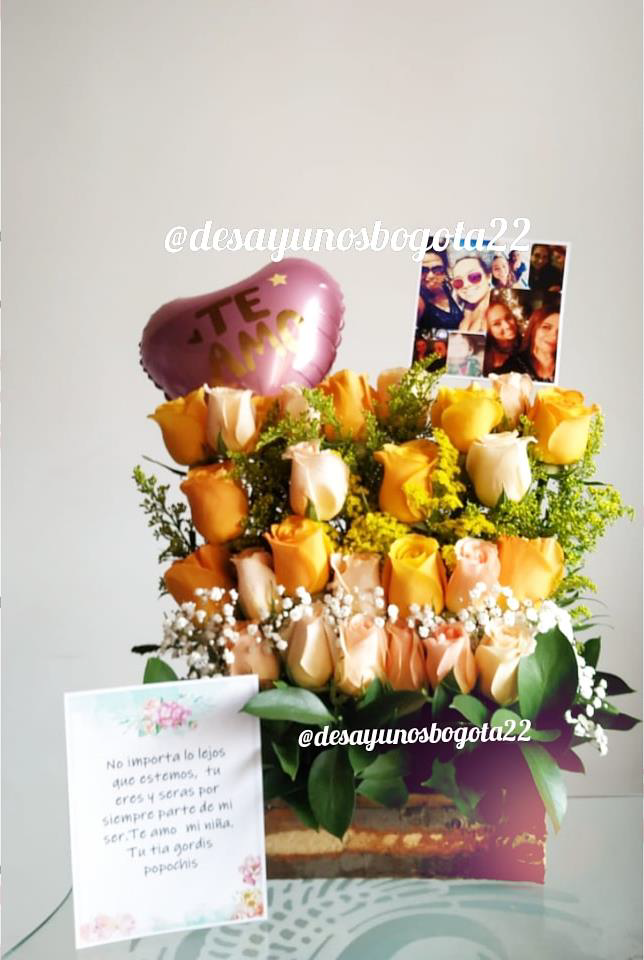 @desayunosbogota22
TE
AMO
@desayunosbogota22
No importa lo lejos
que estemos, tu
eres y seras por
siempre parte de mi
ser.Te amo mi niña.
Tu tia gordis
popochis